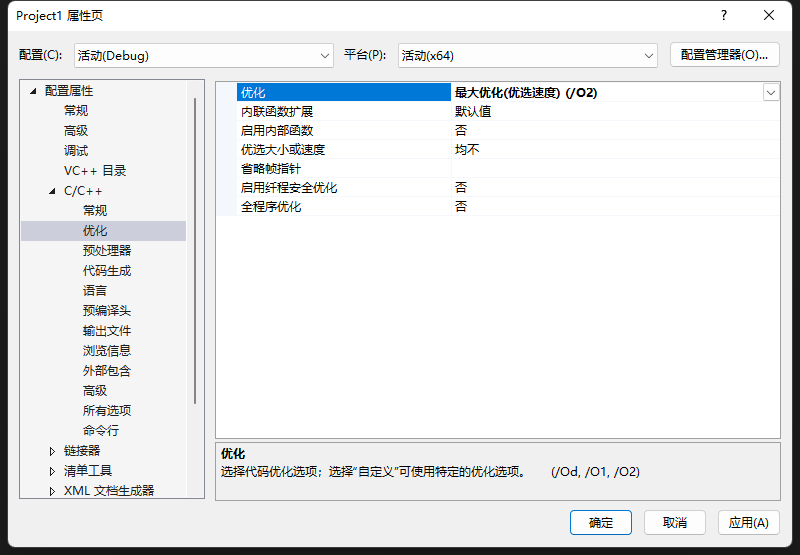 Project1 属性页
配置(C): 活动(Debug) 平台(P): 活动(x64) 配置管理器(O)...
配置属性
常规
高级
调试
VC++ 目录
C/C++
常规
优化
预处理器
代码生成
语言
预编译头
输出文件
浏览信息
外部包含
高级
所有选项
命令行
链接器
清单工具
XML 文档生成器
优化 最大优化(优选速度) (/O2)
内联函数扩展 默认值
启用内部函数 否
优选大小或速度 均不
省略帧指针
启用纤程安全优化 否
全程序优化 否
优化
选择代码优化选项；选择“自定义”可使用特定的优化选项。 (/Od, /O1, /O2)
确定 取消 应用(A)